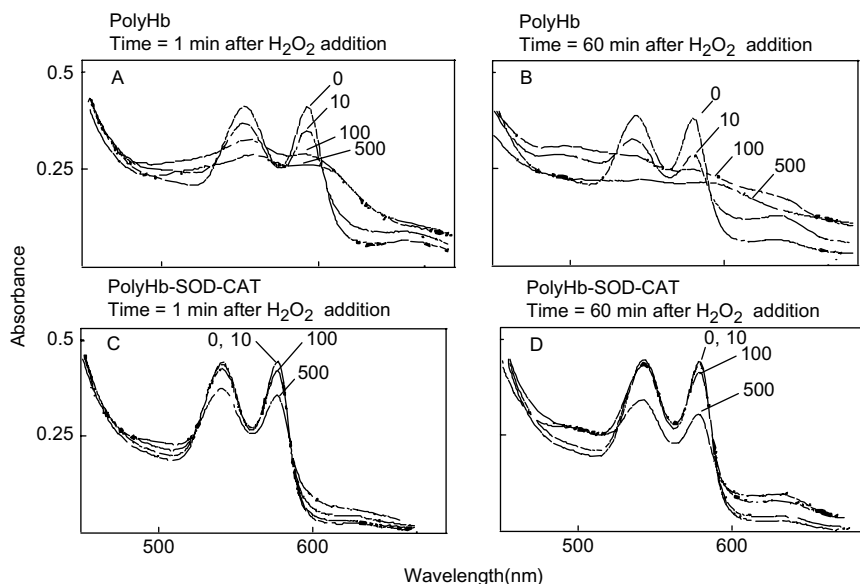 PolyHb
Time = 1 min after H₂O₂ addition
PolyHb
Time = 60 min after H₂O₂ addition
0.5
A
0
10
100
500
0.25
B
0
10
100
500
Absorbance
PolyHb-SOD-CAT
Time = 1 min after H₂O₂ addition
PolyHb-SOD-CAT
Time = 60 min after H₂O₂ addition
0.5
C
0, 10
100
500
0.25
D
0, 10
100
500
500
600
500
600
Wavelength(nm)